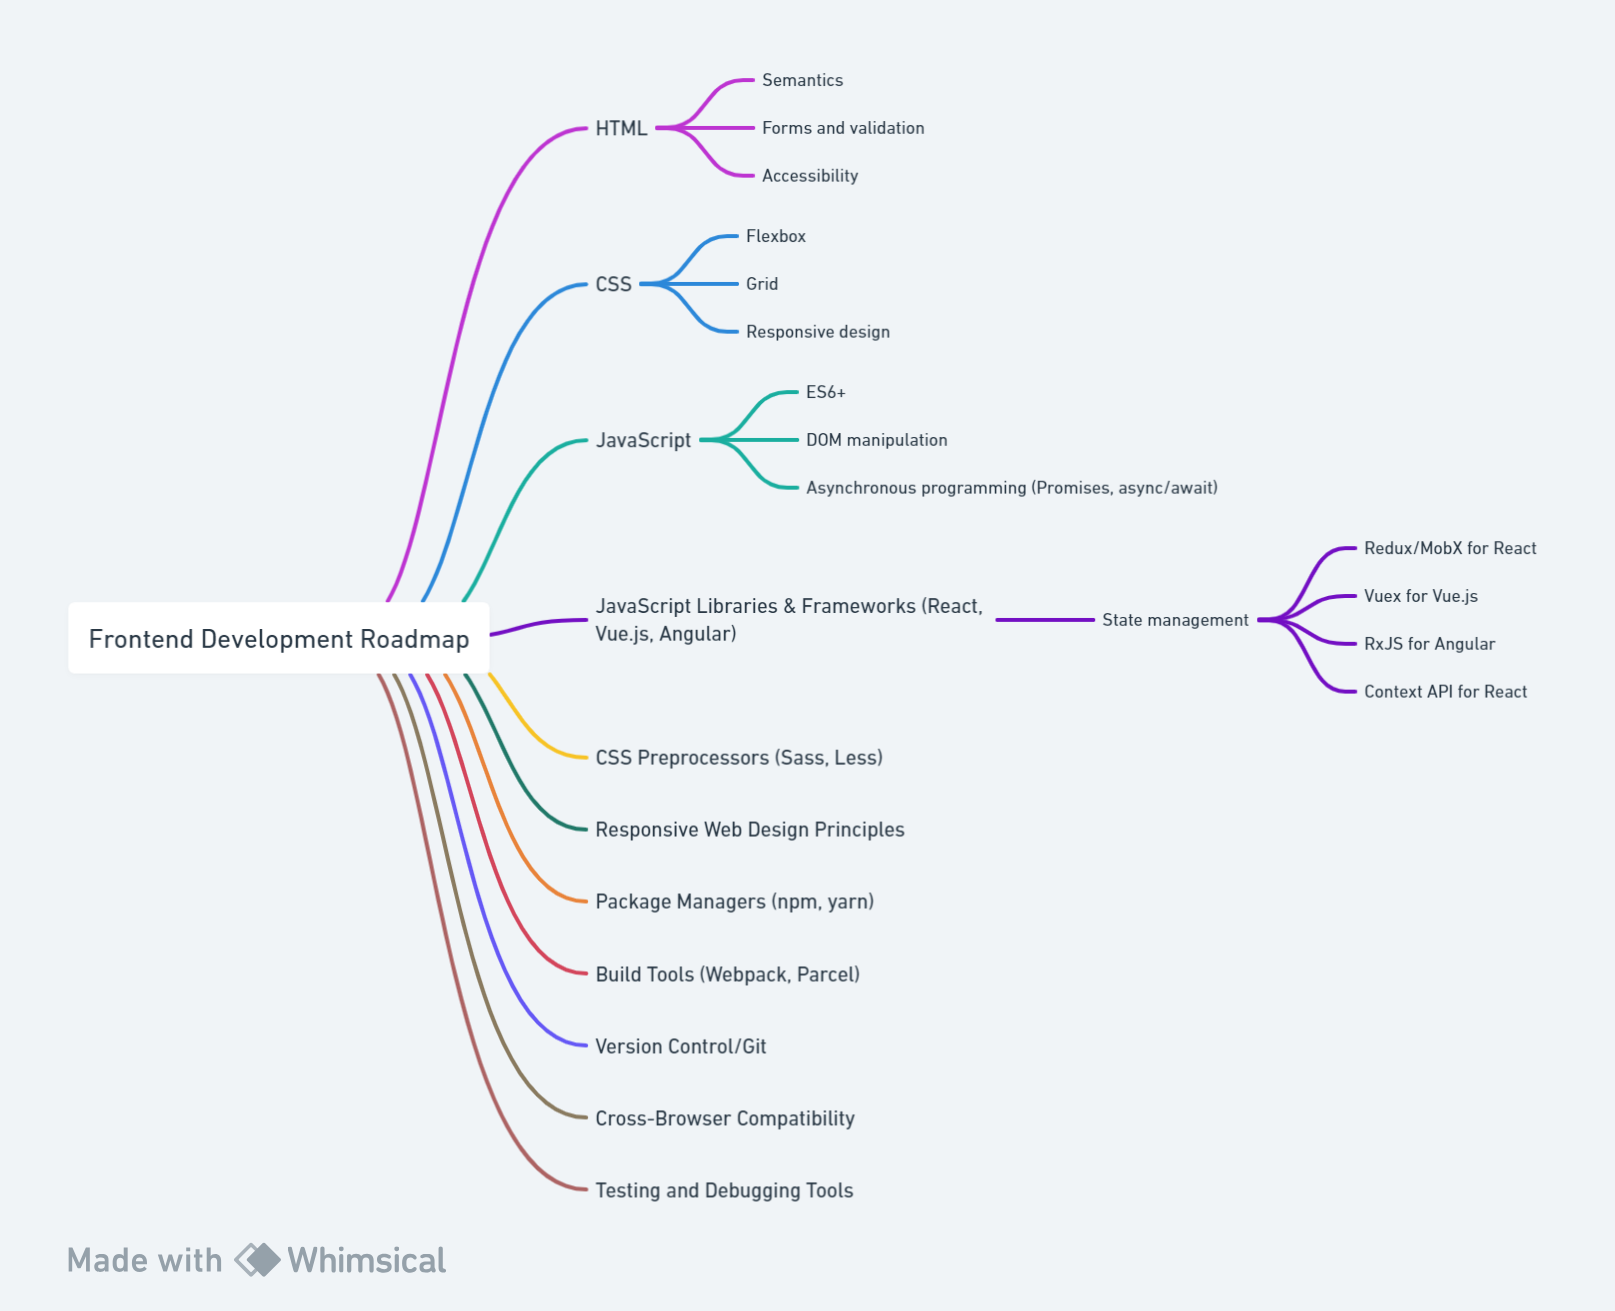 Frontend Development Roadmap
HTML
Semantics
Forms and validation
Accessibility
CSS
Flexbox
Grid
Responsive design
JavaScript
ES6+
DOM manipulation
Asynchronous programming (Promises, async/await)
JavaScript Libraries & Frameworks (React,
Vue.js, Angular)
State management
Redux/MobX for React
Vuex for Vue.js
RxJS for Angular
Context API for React
CSS Preprocessors (Sass, Less)
Responsive Web Design Principles
Package Managers (npm, yarn)
Build Tools (Webpack, Parcel)
Version Control/Git
Cross-Browser Compatibility
Testing and Debugging Tools
Made with Whimsical